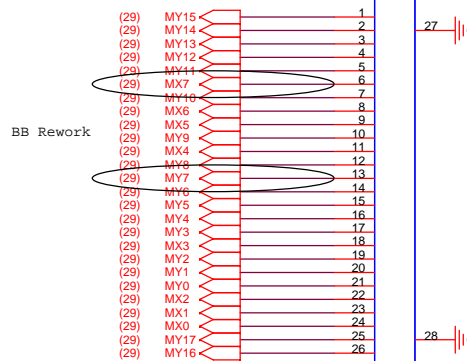 (29) MY15 1
(29) MY14 2 27
(29) MY13 3
(29) MY12 4
(29) MY11 5
(29) MX7 6
(29) MY10 7
(29) MX6 8
(29) MX5 9
BB Rework (29) MY9 10
(29) MX4 11
(29) MY8 12
(29) MY7 13
(29) MY6 14
(29) MY5 15
(29) MY4 16
(29) MY3 17
(29) MX3 18
(29) MY2 19
(29) MY1 20
(29) MY0 21
(29) MX2 22
(29) MX1 23
(29) MX0 24
(29) MY17 25 28
(29) MY16 26